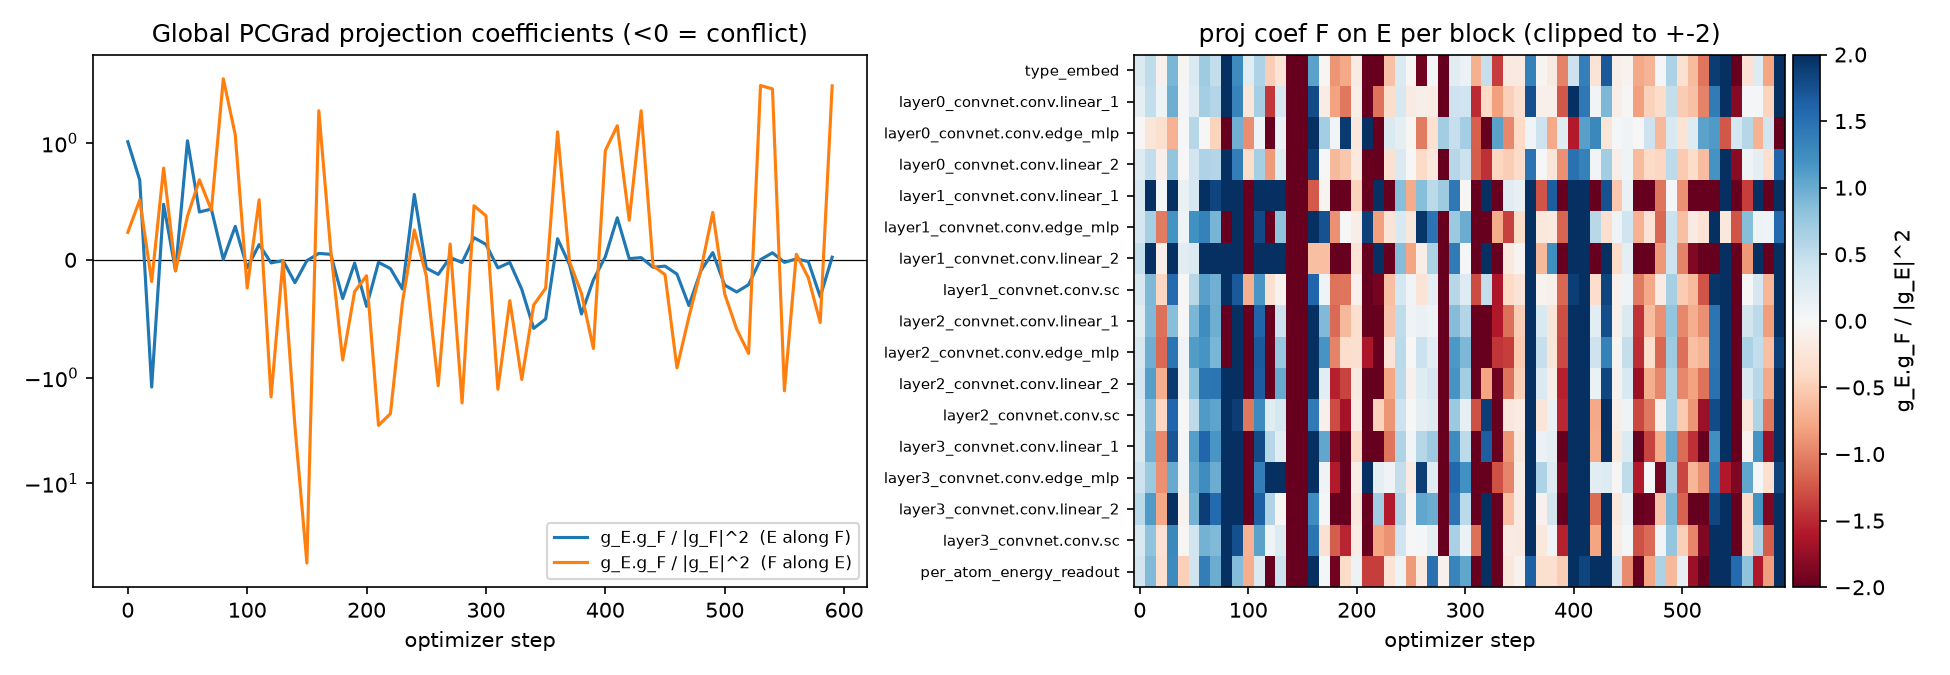 Global PCGrad projection coefficients (<0 = conflict)
10^0
0
−10^0
−10^1
0
100
200
300
400
500
600
optimizer step
g_E.g_F / |g_F|^2  (E along F)
g_E.g_F / |g_E|^2  (F along E)
proj coef F on E per block (clipped to +-2)
type_embed
layer0_convnet.conv.linear_1
layer0_convnet.conv.edge_mlp
layer0_convnet.conv.linear_2
layer1_convnet.conv.linear_1
layer1_convnet.conv.edge_mlp
layer1_convnet.conv.linear_2
layer1_convnet.conv.sc
layer2_convnet.conv.linear_1
layer2_convnet.conv.edge_mlp
layer2_convnet.conv.linear_2
layer2_convnet.conv.sc
layer3_convnet.conv.linear_1
layer3_convnet.conv.edge_mlp
layer3_convnet.conv.linear_2
layer3_convnet.conv.sc
per_atom_energy_readout
0
100
200
300
400
500
optimizer step
2.0
1.5
1.0
0.5
0.0
−0.5
−1.0
−1.5
−2.0
g_E.g_F / |g_E|^2